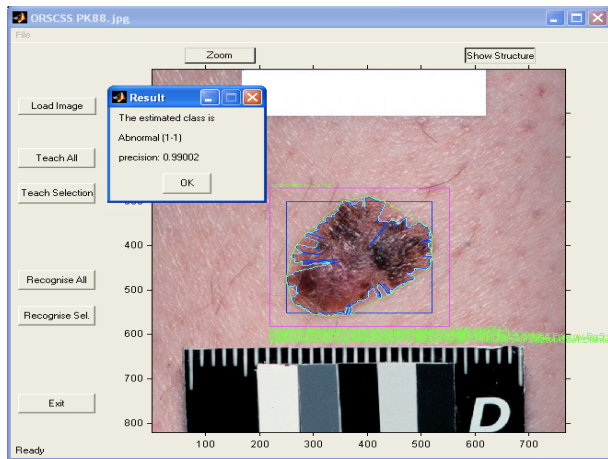 ORSCSS PK88.jpg
File
Zoom
Show Structure
Load Image
Teach All
Teach Selection
Recognise All
Recognise Sel.
Exit
Ready
Result
The estimated class is
Abnormal (1-1)
precision: 0.99002
OK
400
500
600
700
800
100
200
300
400
500
600
700
D